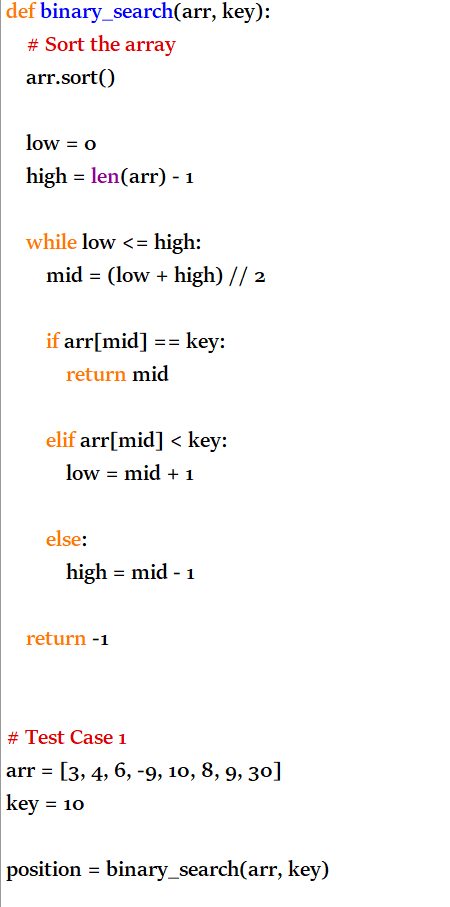 def binary_search(arr, key):
    # Sort the array
    arr.sort()

    low = 0
    high = len(arr) - 1

    while low <= high:
        mid = (low + high) // 2

        if arr[mid] == key:
            return mid

        elif arr[mid] < key:
            low = mid + 1

        else:
            high = mid - 1

    return -1


# Test Case 1
arr = [3, 4, 6, -9, 10, 8, 9, 30]
key = 10

position = binary_search(arr, key)